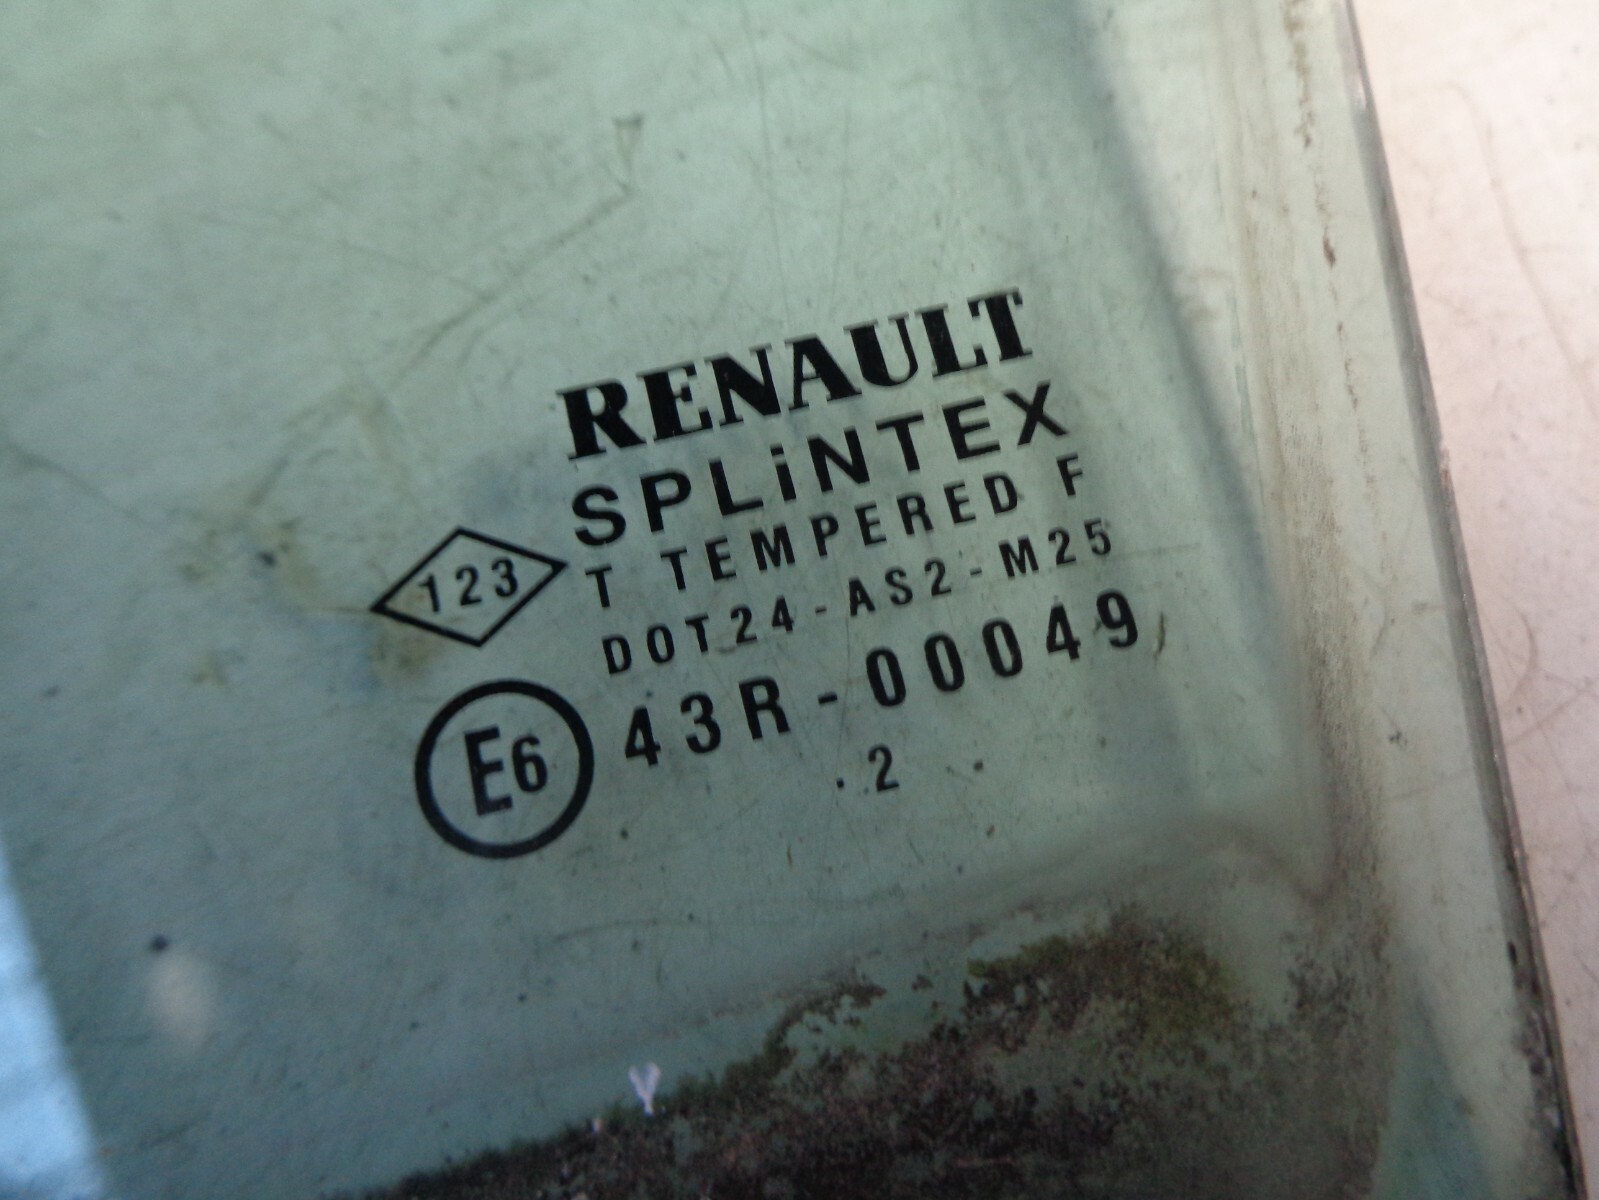 RENAULT
SPLiNTEX
T TEMPERED F
123
DOT24-AS2-M25
E6 43R-00049
. 2 .